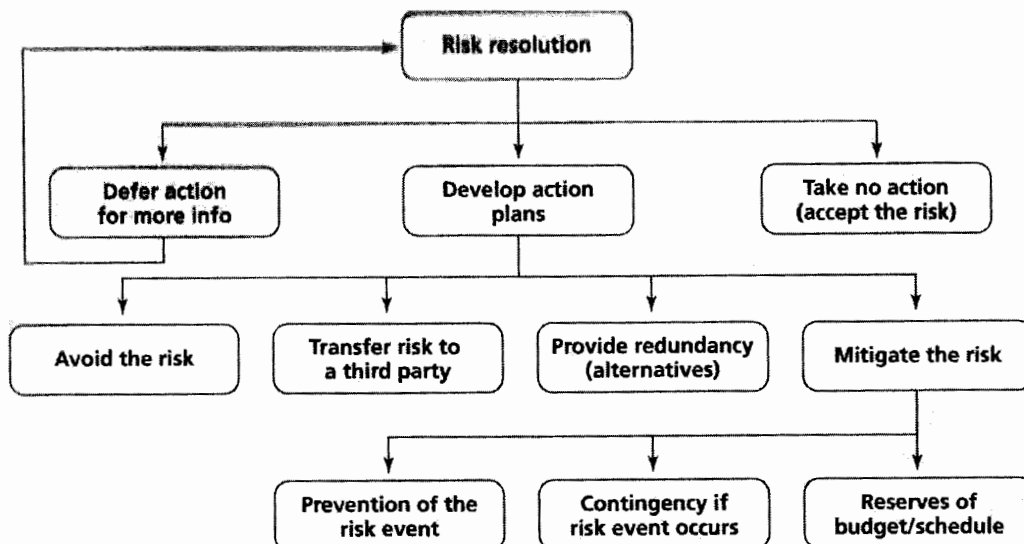 Risk resolution
Defer action
for more info
Develop action
plans
Take no action
(accept the risk)
Avoid the risk
Transfer risk to
a third party
Provide redundancy
(alternatives)
Mitigate the risk
Prevention of the
risk event
Contingency if
risk event occurs
Reserves of
budget/schedule